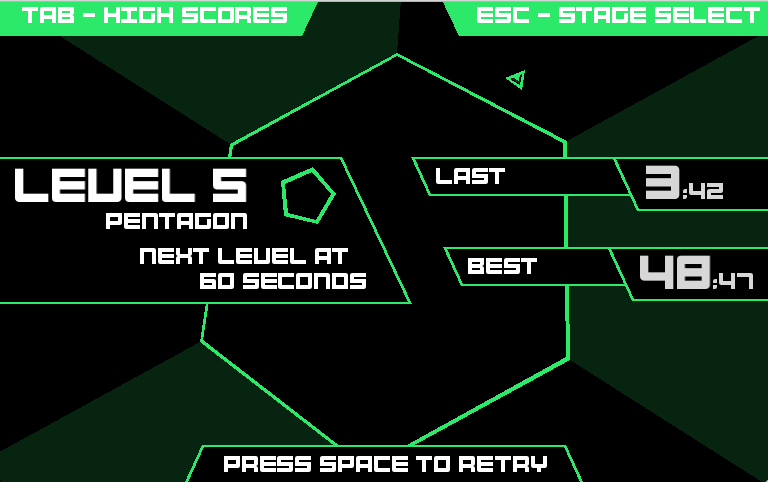 TAB - HIGH SCORES
ESC - STAGE SELECT
LEVEL 5
PENTAGON
NEXT LEVEL AT
60 SECONDS
LAST
3:42
BEST
48:47
PRESS SPACE TO RETRY